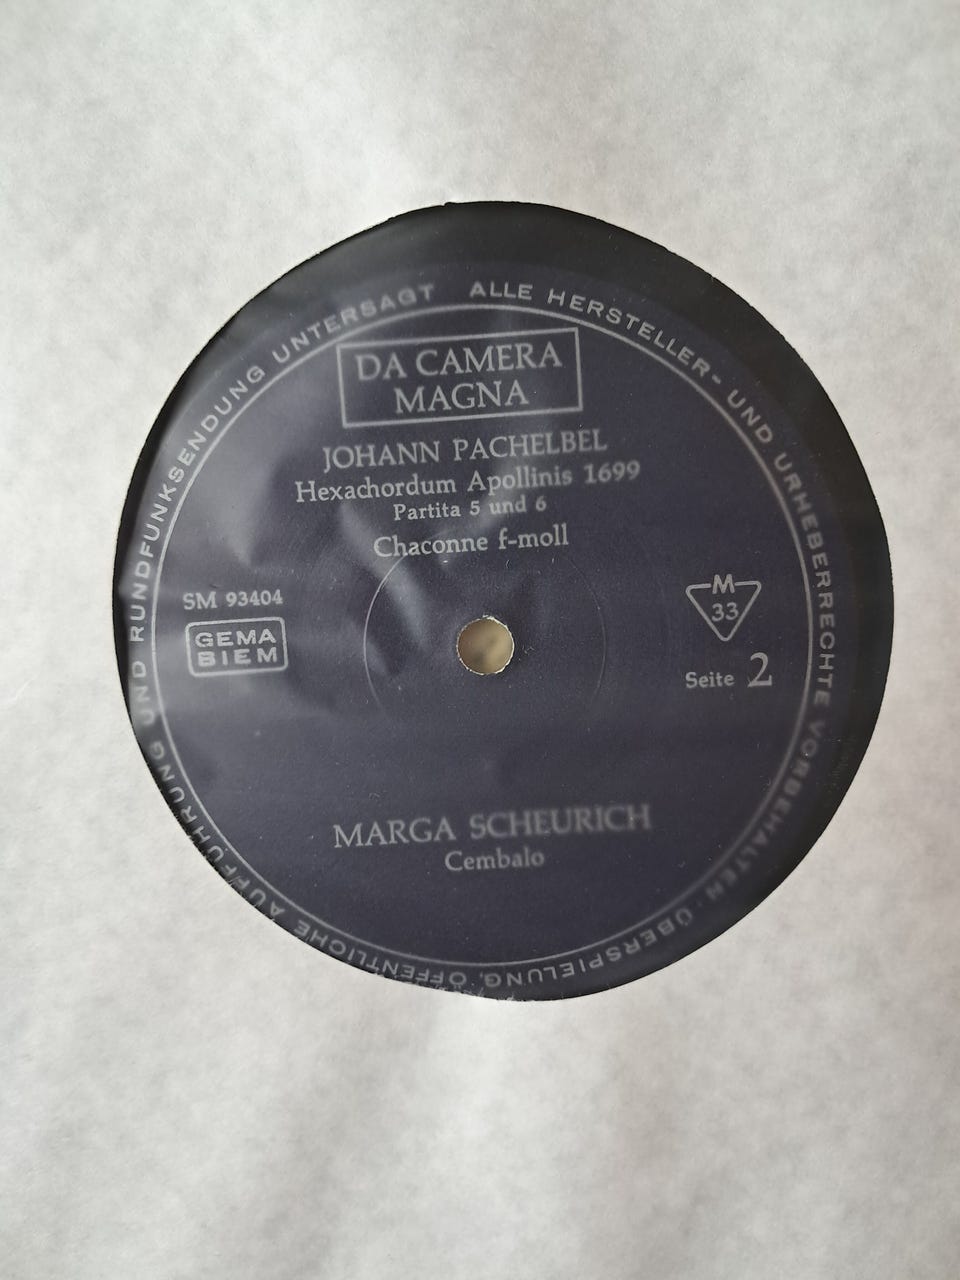 ALLE HERSTELLER- UND URHEBERRECHTE VORBEHALTEN · ÜBERSPIELUNG, ÖFFENTLICHE AUFFÜHRUNG UND RUNDFUNKSENDUNG UNTERSAGT
DA CAMERA
MAGNA
JOHANN PACHELBEL
Hexachordum Apollinis 1699
Partita 5 und 6
Chaconne f-moll
SM 93404
GEMA
BIEM
M
33
Seite 2
MARGA SCHEURICH
Cembalo